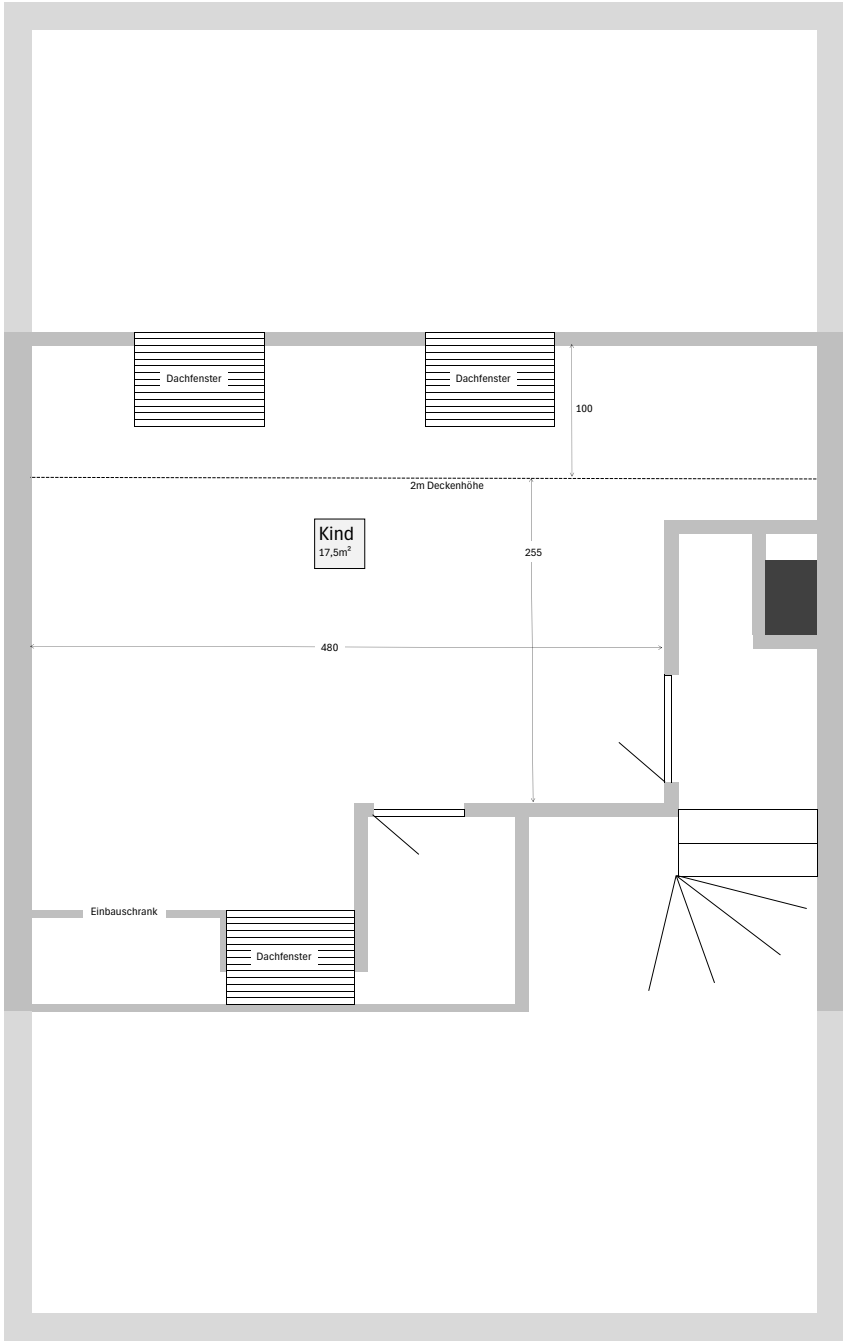 Dachfenster
Dachfenster
100
2m Deckenhöhe
Kind
17,5m²
255
480
Einbauschrank
Dachfenster